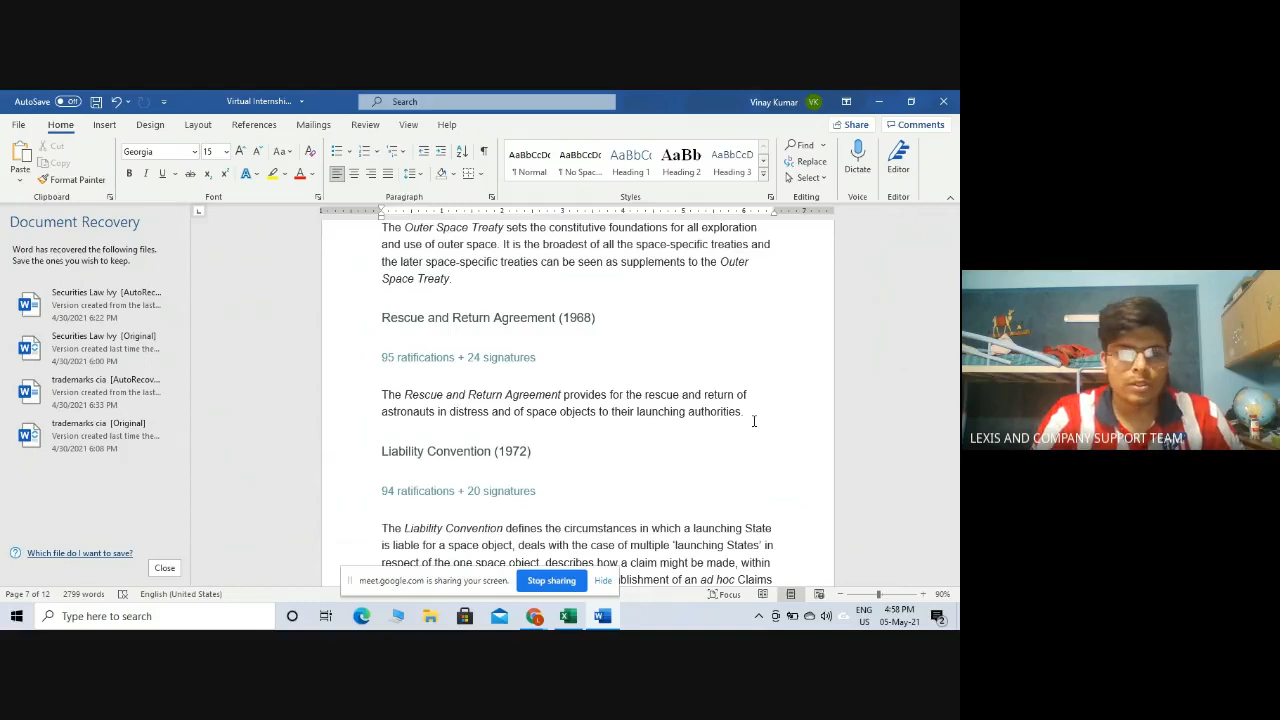 AutoSave Off
Virtual Internshi...
Search
Vinay Kumar VK
File Home Insert Design Layout References Mailings Review View Help
Share Comments
Paste
Cut
Copy
Format Painter
Clipboard
Georgia 15
Font
Paragraph
AaBbCcDc AaBbCcDc AaBbCc AaBb AaBbCcD
¶ Normal ¶ No Spac... Heading 1 Heading 2 Heading 3
Styles
Find
Replace
Select
Editing
Dictate
Voice
Editor
Editor
Document Recovery
Word has recovered the following files.
Save the ones you wish to keep.
Securities Law Ivy [AutoRec...
Version created from the last...
4/30/2021 6:22 PM
Securities Law Ivy [Original]
Version created last time the...
4/30/2021 6:00 PM
trademarks cia [AutoRecov...
Version created from the last...
4/30/2021 6:33 PM
trademarks cia [Original]
Version created last time the...
4/30/2021 6:08 PM
Which file do I want to save?
Close
The Outer Space Treaty sets the constitutive foundations for all exploration
and use of outer space. It is the broadest of all the space-specific treaties and
the later space-specific treaties can be seen as supplements to the Outer
Space Treaty.
Rescue and Return Agreement (1968)
95 ratifications + 24 signatures
The Rescue and Return Agreement provides for the rescue and return of
astronauts in distress and of space objects to their launching authorities.
Liability Convention (1972)
94 ratifications + 20 signatures
The Liability Convention defines the circumstances in which a launching State
is liable for a space object, deals with the case of multiple ‘launching States’ in
respect of the one space object, describes how a claim might be made, within
ablishment of an ad hoc Claims
meet.google.com is sharing your screen.
Stop sharing
Hide
Page 7 of 12 2799 words English (United States)
Focus
90%
Type here to search
ENG
US
4:58 PM
05-May-21
2
LEXIS AND COMPANY SUPPORT TEAM